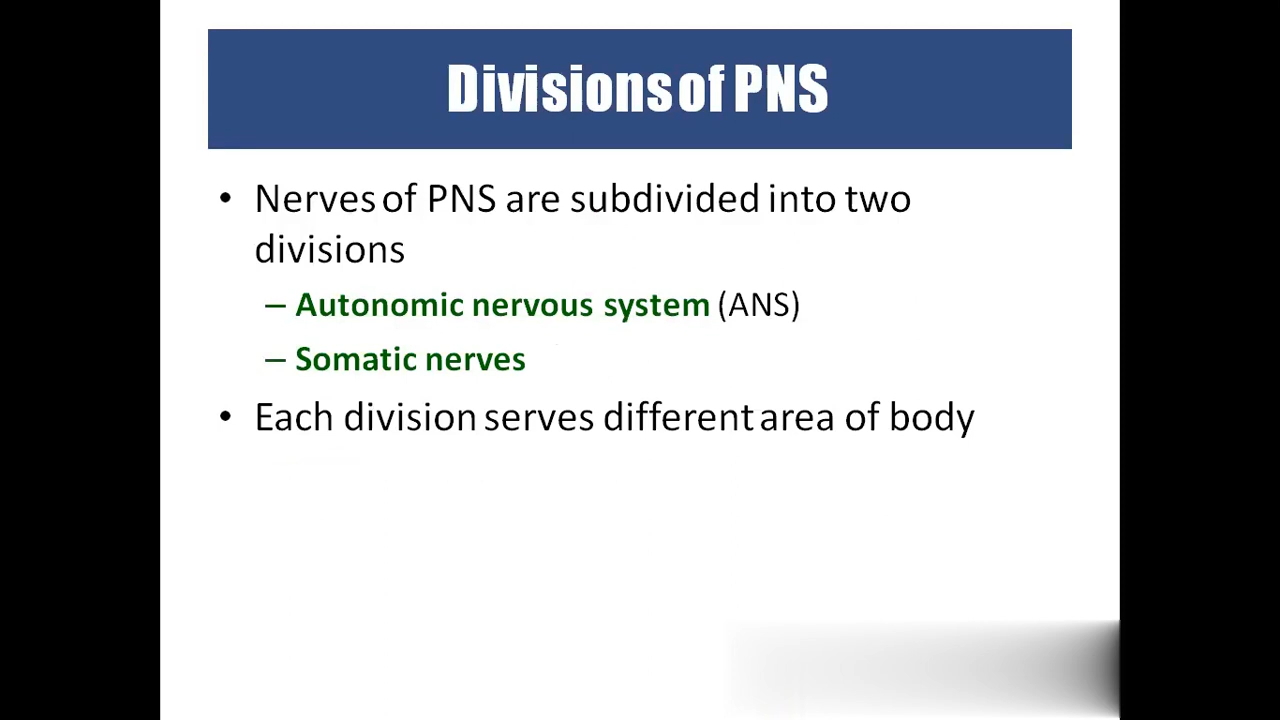 Divisions of PNS
• Nerves of PNS are subdivided into two
divisions
– Autonomic nervous system (ANS)
– Somatic nerves
• Each division serves different area of body